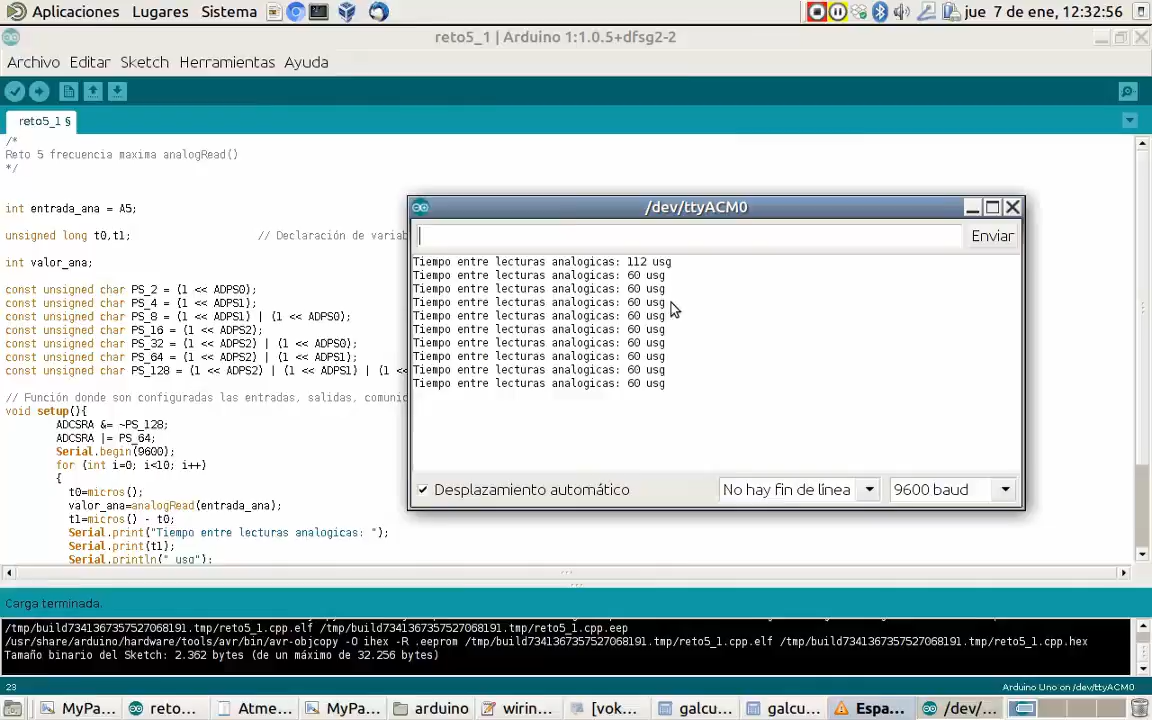 Aplicaciones Lugares Sistema jue 7 de ene, 12:32:56
reto5_1 | Arduino 1:1.0.5+dfsg2-2
Archivo Editar Sketch Herramientas Ayuda
reto5_1 §
/*
Reto 5 frecuencia maxima analogRead()
*/
int entrada_ana = A5;
unsigned long t0,t1; // Declaración de variab
int valor_ana;
const unsigned char PS_2 = (1 << ADPS0);
const unsigned char PS_4 = (1 << ADPS1);
const unsigned char PS_8 = (1 << ADPS1) | (1 << ADPS0);
const unsigned char PS_16 = (1 << ADPS2);
const unsigned char PS_32 = (1 << ADPS2) | (1 << ADPS0);
const unsigned char PS_64 = (1 << ADPS2) | (1 << ADPS1);
const unsigned char PS_128 = (1 << ADPS2) | (1 << ADPS1) | (1 <
// Función donde son configuradas las entradas, salidas, comunic
void setup(){
ADCSRA &= ~PS_128;
ADCSRA |= PS_64;
Serial.begin(9600);
for (int i=0; i<10; i++)
{
t0=micros();
valor_ana=analogRead(entrada_ana);
t1=micros() - t0;
Serial.print("Tiempo entre lecturas analogicas: ");
Serial.print(t1);
Serial.println(" usg");
/dev/ttyACM0
Enviar
Tiempo entre lecturas analogicas: 112 usg
Tiempo entre lecturas analogicas: 60 usg
Tiempo entre lecturas analogicas: 60 usg
Tiempo entre lecturas analogicas: 60 usg
Tiempo entre lecturas analogicas: 60 usg
Tiempo entre lecturas analogicas: 60 usg
Tiempo entre lecturas analogicas: 60 usg
Tiempo entre lecturas analogicas: 60 usg
Tiempo entre lecturas analogicas: 60 usg
Tiempo entre lecturas analogicas: 60 usg
Desplazamiento automático No hay fin de línea 9600 baud
Carga terminada.
/tmp/build7341367357527068191.tmp/reto5_1.cpp.elf /tmp/build7341367357527068191.tmp/reto5_1.cpp.eep
/usr/share/arduino/hardware/tools/avr/bin/avr-objcopy -O ihex -R .eeprom /tmp/build7341367357527068191.tmp/reto5_1.cpp.elf /tmp/build7341367357527068191.tmp/reto5_1.cpp.hex
Tamaño binario del Sketch: 2.362 bytes (de un máximo de 32.256 bytes)
29 Arduino Uno on /dev/ttyACM0
MyPa... reto... Atme... MyPa... arduino wirin... [vok... galcu... galcu... Espa... /dev/...